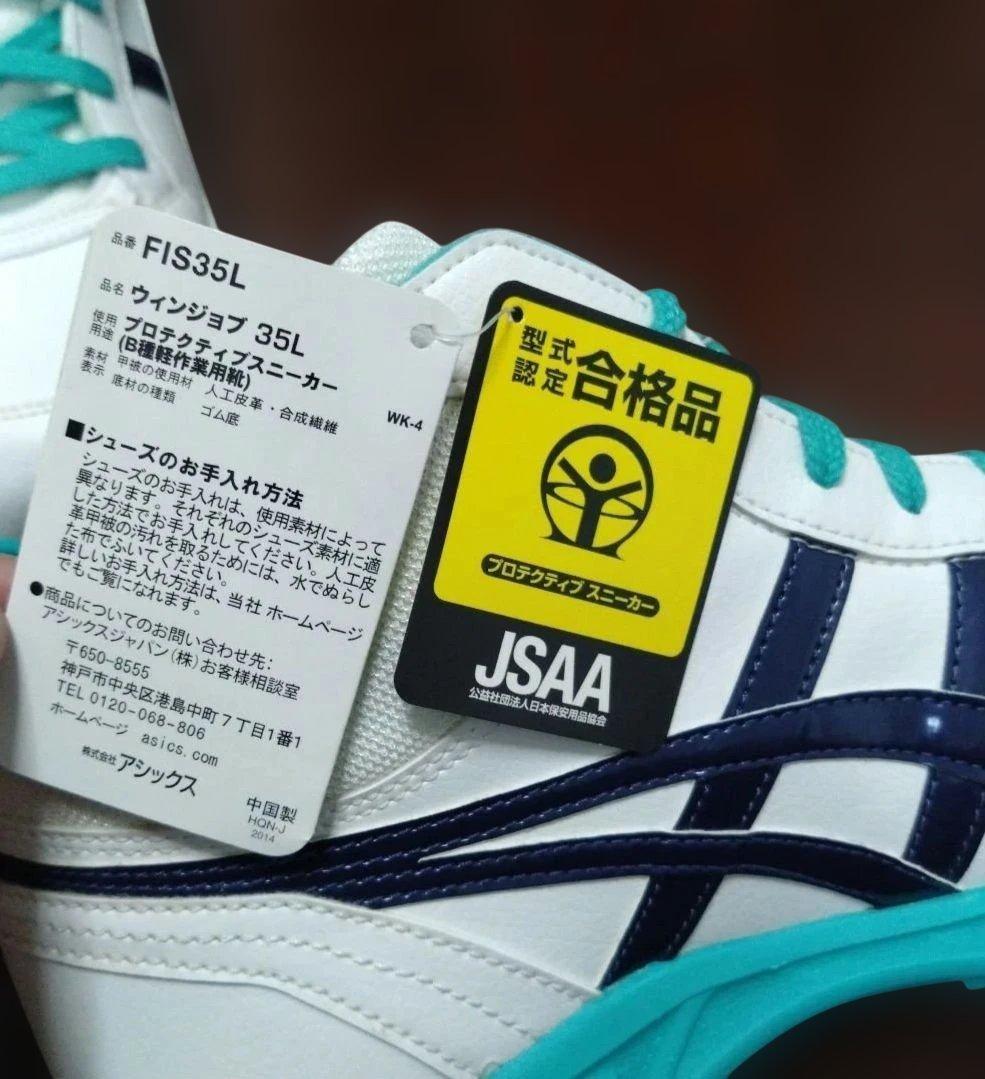 品番 FIS35L
品名 ウィンジョブ 35L
使用用途 プロテクティブスニーカー
(B種軽作業用靴)
素材表示 甲被の使用材 人工皮革・合成繊維
底材の種類 ゴム底
WK-4
■シューズのお手入れ方法
シューズのお手入れは、使用素材によって
異なります。それぞれのシューズ素材に適
した方法でお手入れしてください。人工皮
革甲被の汚れを取るためには、水でぬらし
た布でふいてください。
詳しいお手入れ方法は、当社 ホームページ
でもご覧になれます。
●商品についてのお問い合わせ先:
アシックスジャパン(株)お客様相談室
〒650-8555
神戸市中央区港島中町7丁目1番1
TEL 0120-068-806
ホームページ asics.com
株式会社 アシックス
中国製
HQN-J
2014
型式認定 合格品
プロテクティブ スニーカー
JSAA
公益社団法人日本保安用品協会